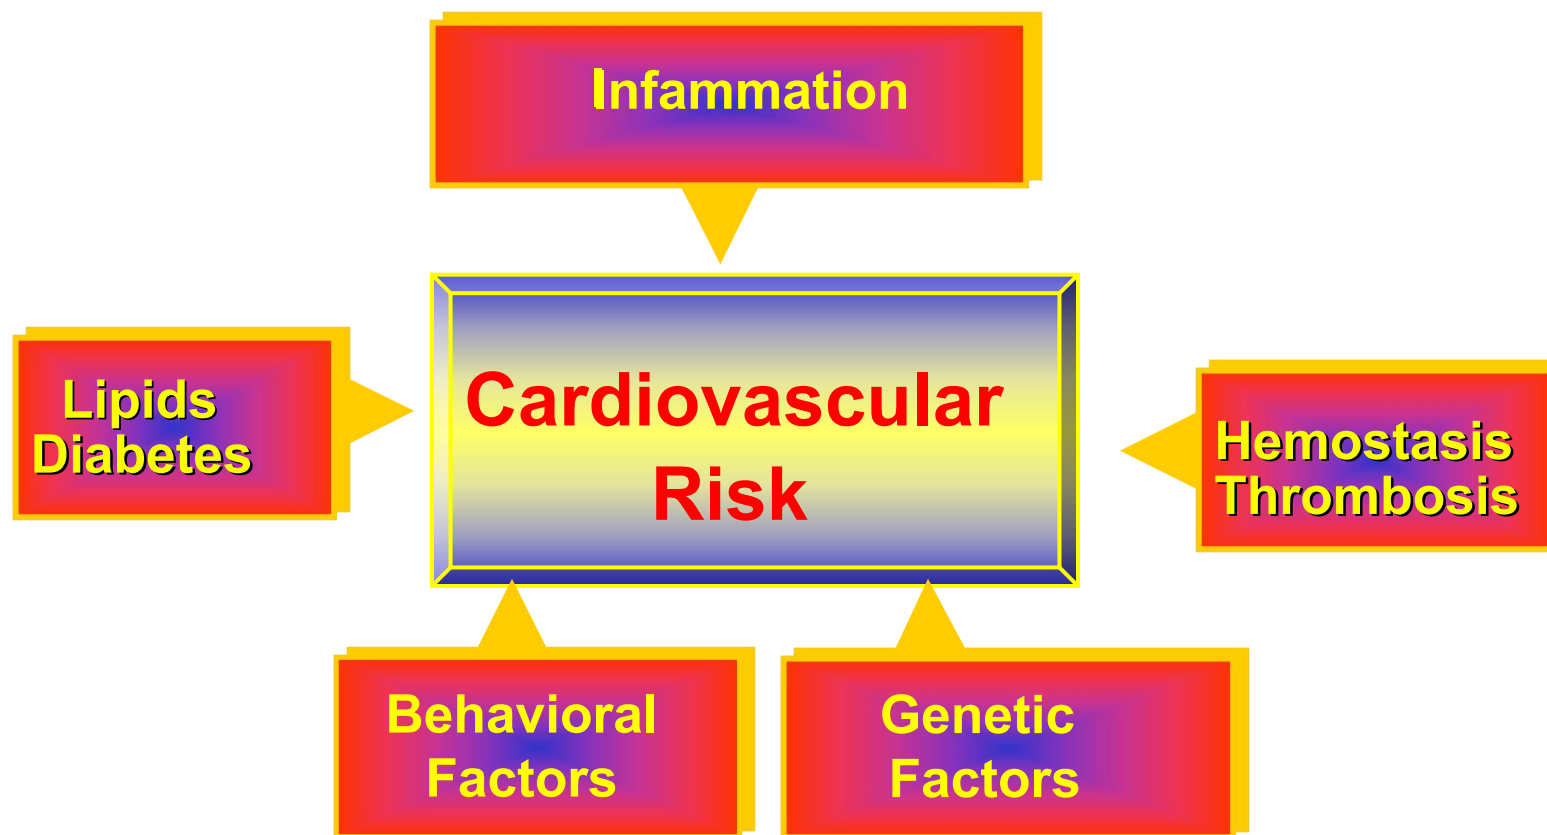 Infammation
Lipids
Diabetes
Cardiovascular
Risk
Hemostasis
Thrombosis
Behavioral
Factors
Genetic
Factors